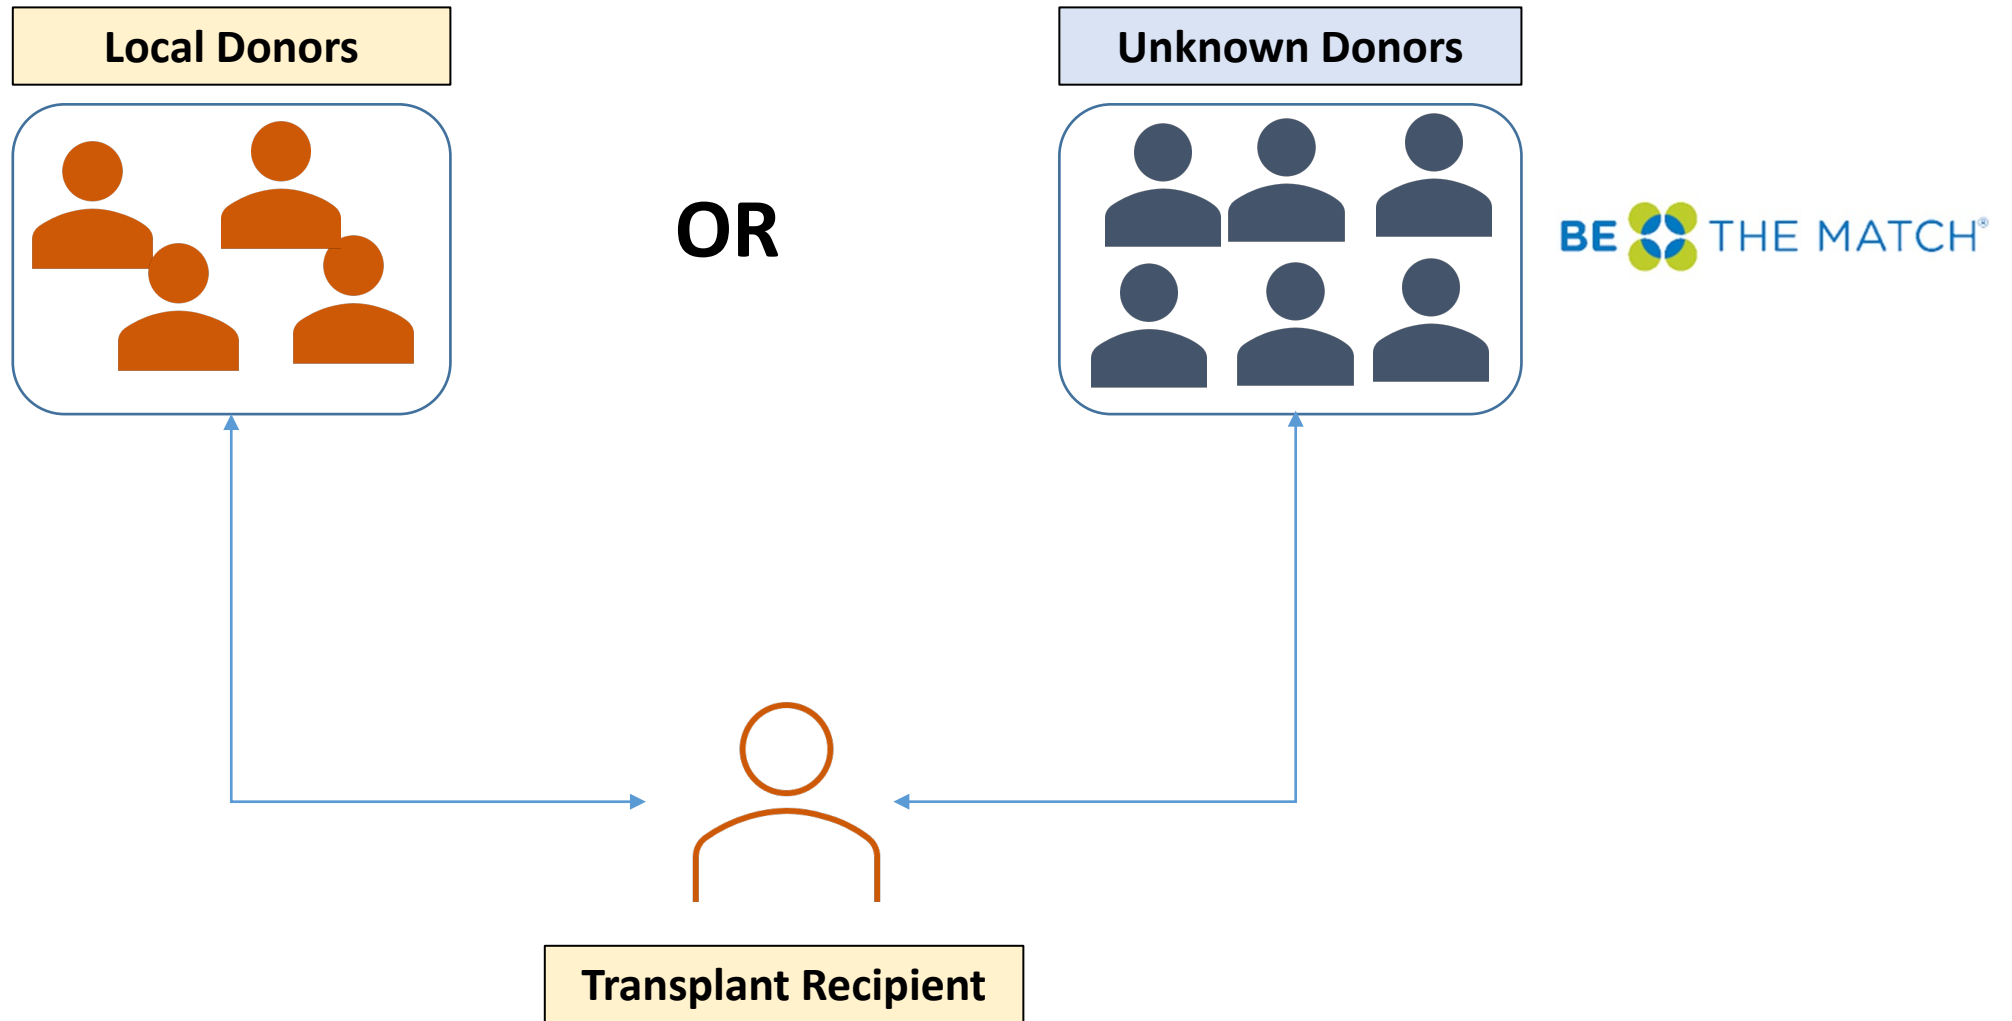 Local Donors
Unknown Donors
OR
BE THE MATCH®
Transplant Recipient